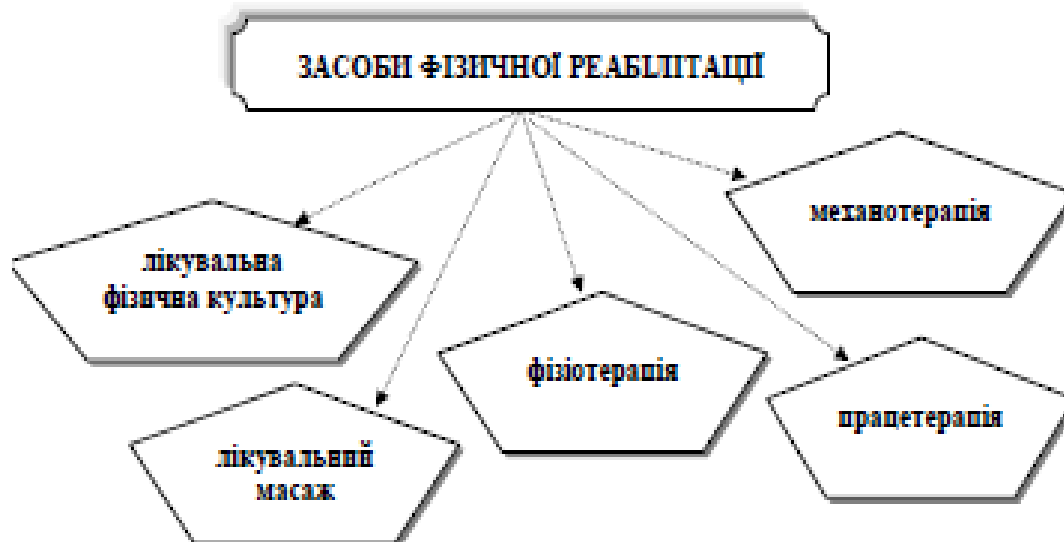 ЗАСОБИ ФІЗИЧНОЇ РЕАБІЛІТАЦІЇ
механотерапія
лікувальна
фізична культура
фізіотерапія
працетерапія
лікувальний
масаж